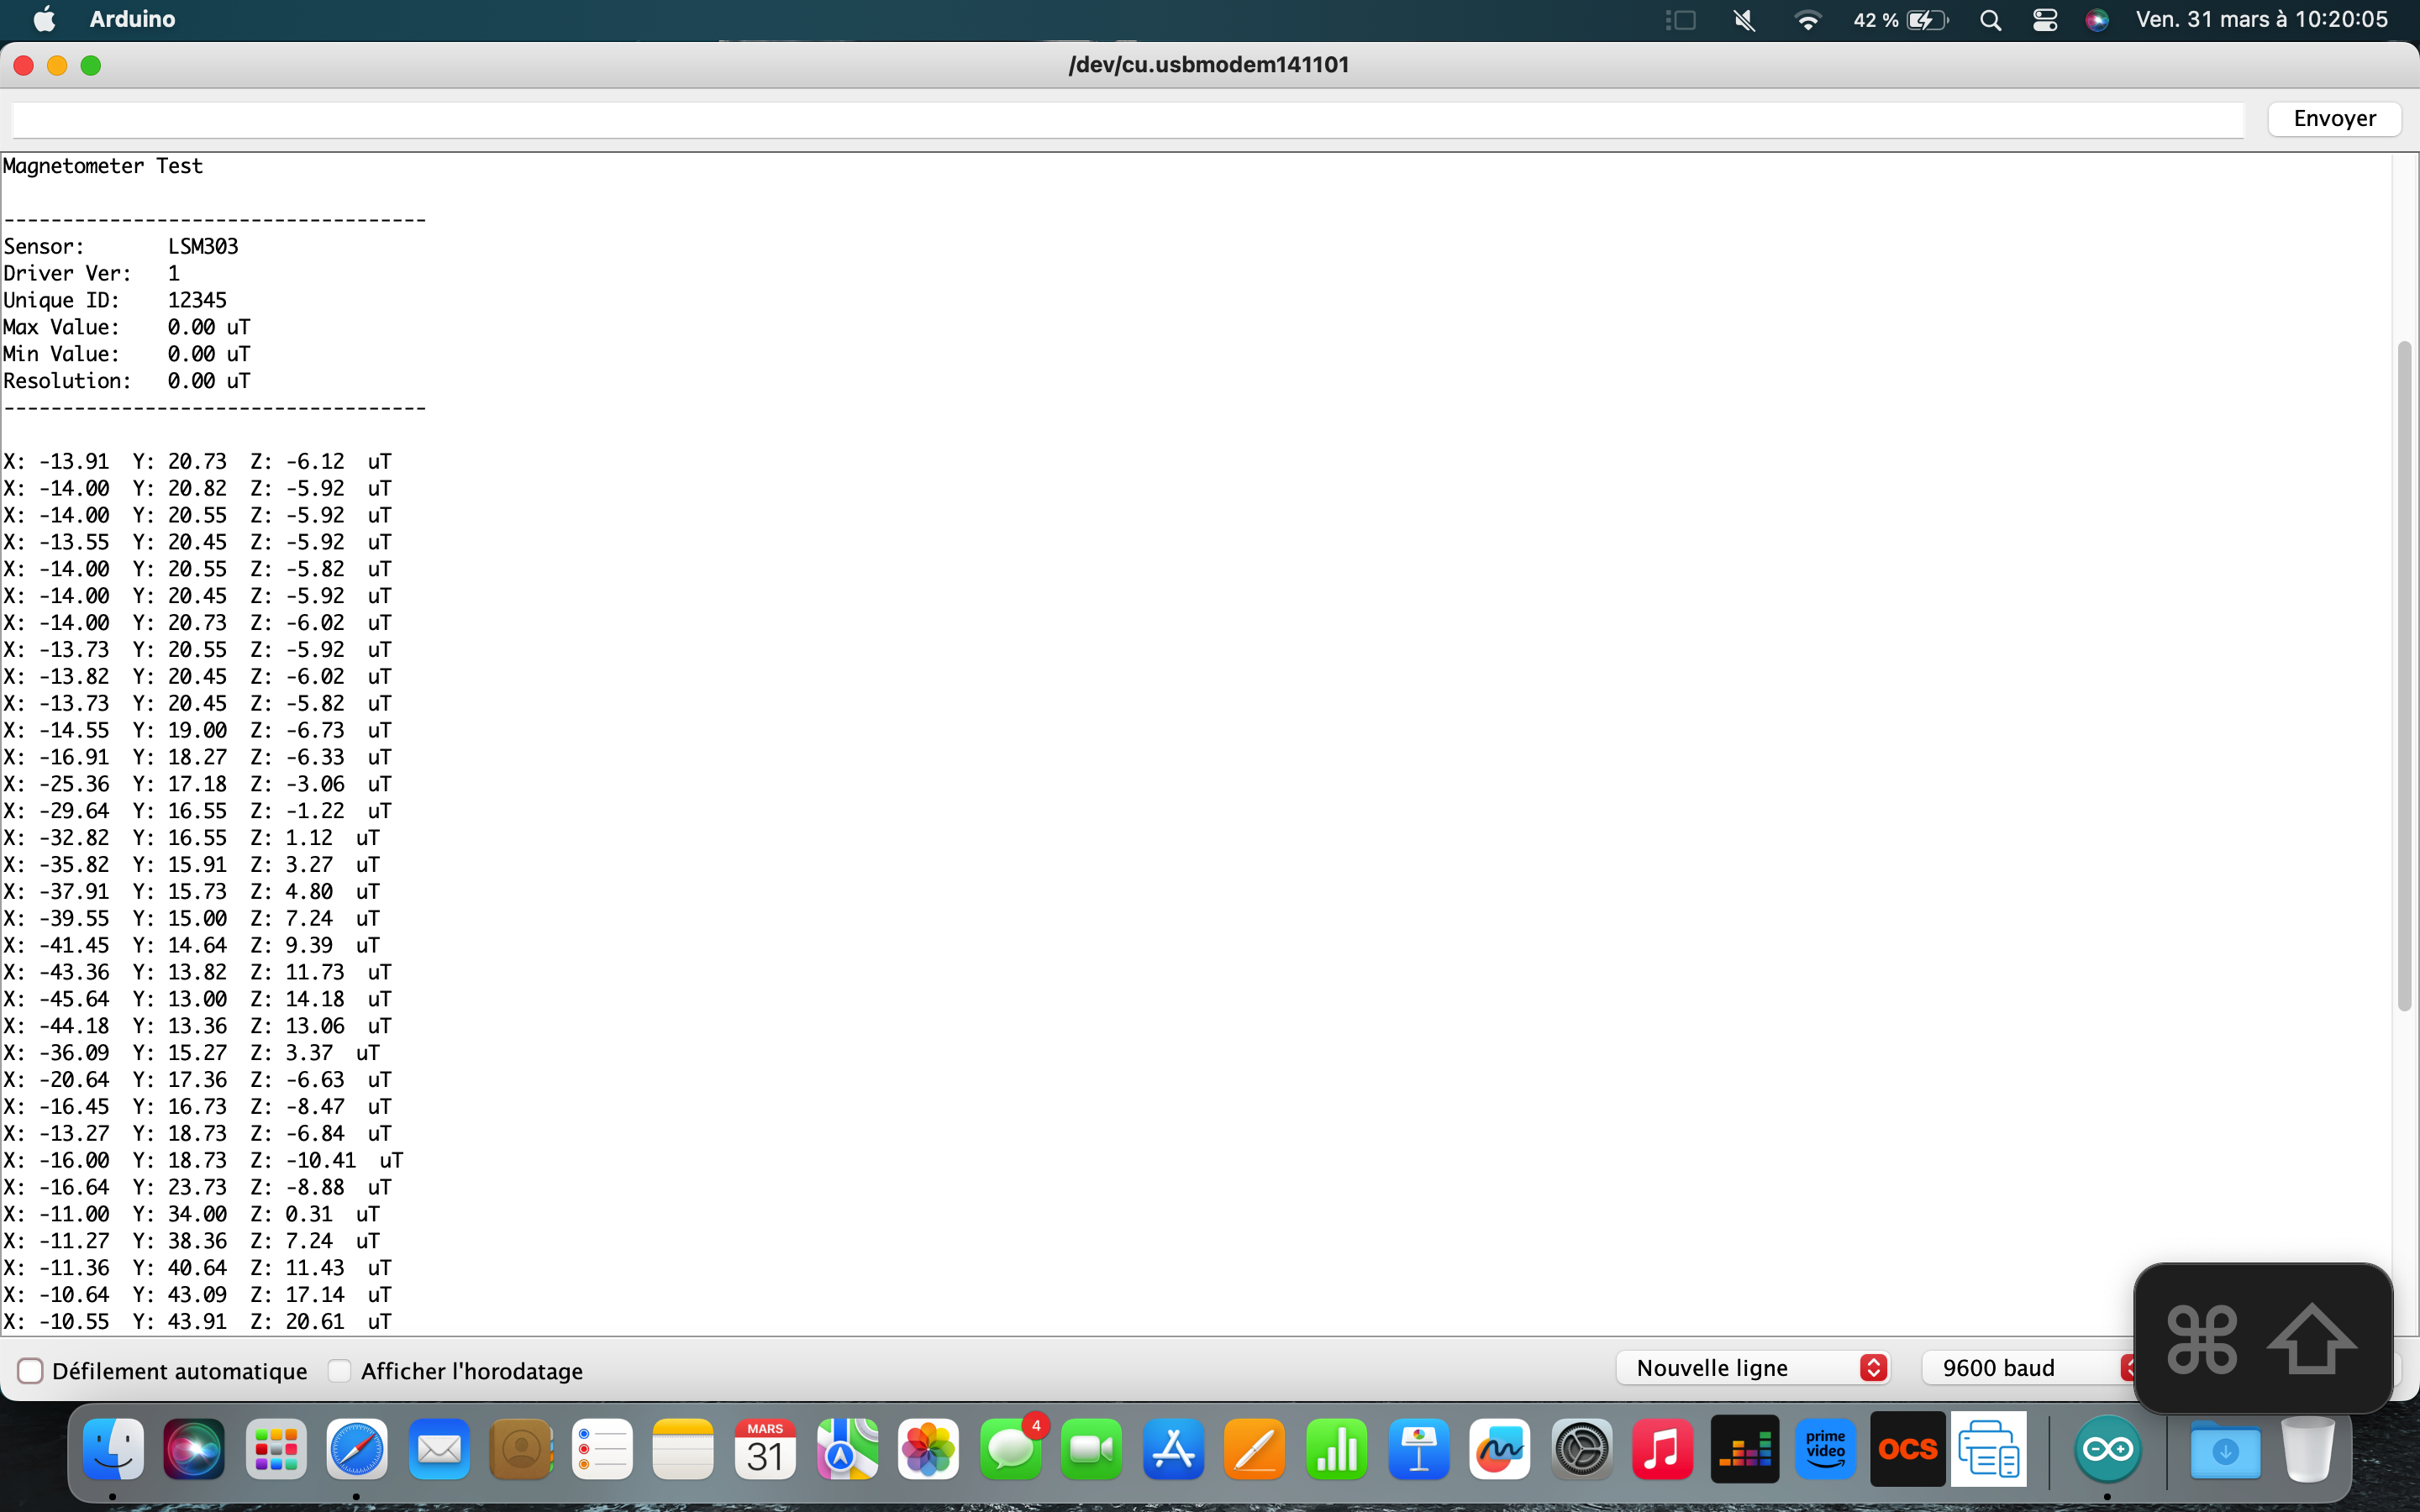 Arduino
42 %
Ven. 31 mars à 10:20:05
/dev/cu.usbmodem141101
Envoyer
Magnetometer Test
------------------------------------
Sensor: LSM303
Driver Ver: 1
Unique ID: 12345
Max Value: 0.00 uT
Min Value: 0.00 uT
Resolution: 0.00 uT
------------------------------------
X: -13.91 Y: 20.73 Z: -6.12 uT
X: -14.00 Y: 20.82 Z: -5.92 uT
X: -14.00 Y: 20.55 Z: -5.92 uT
X: -13.55 Y: 20.45 Z: -5.92 uT
X: -14.00 Y: 20.55 Z: -5.82 uT
X: -14.00 Y: 20.45 Z: -5.92 uT
X: -14.00 Y: 20.73 Z: -6.02 uT
X: -13.73 Y: 20.55 Z: -5.92 uT
X: -13.82 Y: 20.45 Z: -6.02 uT
X: -13.73 Y: 20.45 Z: -5.82 uT
X: -14.55 Y: 19.00 Z: -6.73 uT
X: -16.91 Y: 18.27 Z: -6.33 uT
X: -25.36 Y: 17.18 Z: -3.06 uT
X: -29.64 Y: 16.55 Z: -1.22 uT
X: -32.82 Y: 16.55 Z: 1.12 uT
X: -35.82 Y: 15.91 Z: 3.27 uT
X: -37.91 Y: 15.73 Z: 4.80 uT
X: -39.55 Y: 15.00 Z: 7.24 uT
X: -41.45 Y: 14.64 Z: 9.39 uT
X: -43.36 Y: 13.82 Z: 11.73 uT
X: -45.64 Y: 13.00 Z: 14.18 uT
X: -44.18 Y: 13.36 Z: 13.06 uT
X: -36.09 Y: 15.27 Z: 3.37 uT
X: -20.64 Y: 17.36 Z: -6.63 uT
X: -16.45 Y: 16.73 Z: -8.47 uT
X: -13.27 Y: 18.73 Z: -6.84 uT
X: -16.00 Y: 18.73 Z: -10.41 uT
X: -16.64 Y: 23.73 Z: -8.88 uT
X: -11.00 Y: 34.00 Z: 0.31 uT
X: -11.27 Y: 38.36 Z: 7.24 uT
X: -11.36 Y: 40.64 Z: 11.43 uT
X: -10.64 Y: 43.09 Z: 17.14 uT
X: -10.55 Y: 43.91 Z: 20.61 uT
Défilement automatique
Afficher l'horodatage
Nouvelle ligne
9600 baud
MARS
31
4
prime
video
OCS